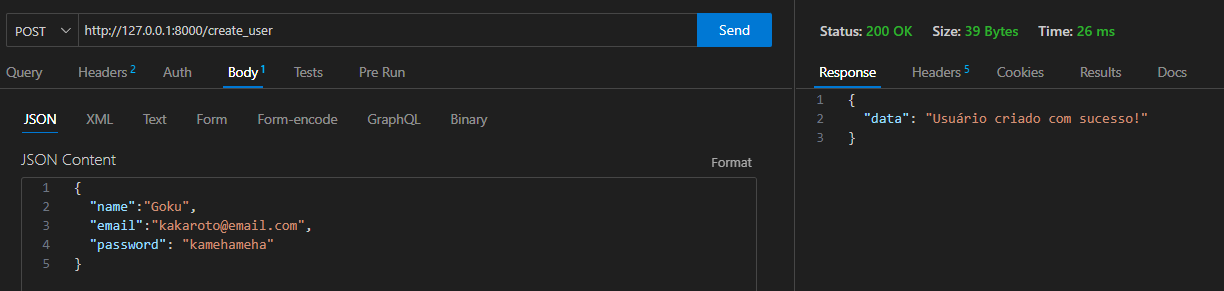 POST http://127.0.0.1:8000/create_user Send
Query Headers 2 Auth Body 1 Tests Pre Run
JSON XML Text Form Form-encode GraphQL Binary
JSON Content Format
1 {
2 "name":"Goku",
3 "email":"kakaroto@email.com",
4 "password": "kamehameha"
5 }
Status: 200 OK Size: 39 Bytes Time: 26 ms
Response Headers 5 Cookies Results Docs
1 {
2 "data": "Usuário criado com sucesso!"
3 }